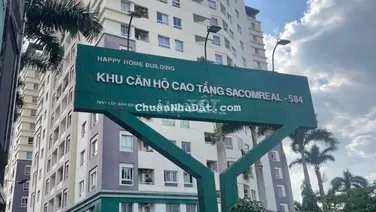 HAPPY HOME BUILDING
KHU CĂN HỘ CAO TẦNG SACOMREAL - 584
ChuẩnNhàĐất.com